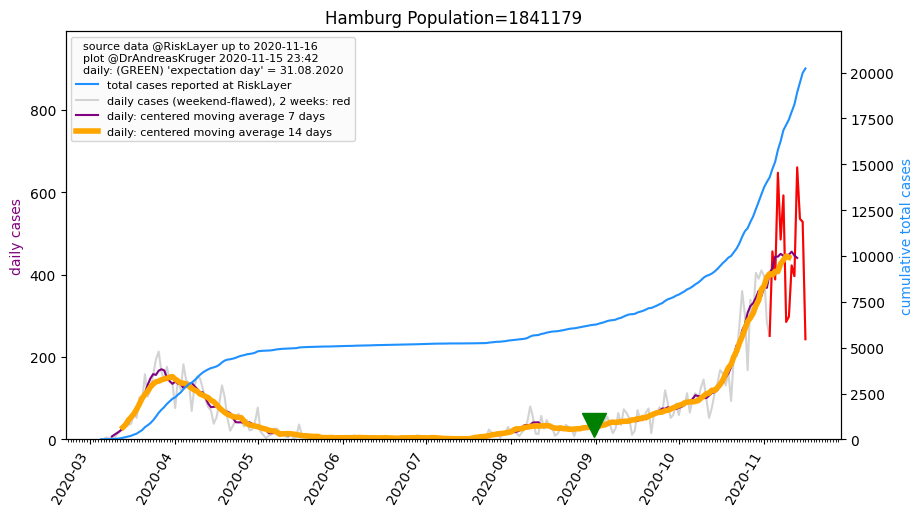 Hamburg Population=1841179
source data @RiskLayer up to 2020-11-16
plot @DrAndreasKruger 2020-11-15 23:42
daily: (GREEN) 'expectation day' = 31.08.2020
total cases reported at RiskLayer
daily cases (weekend-flawed), 2 weeks: red
daily: centered moving average 7 days
daily: centered moving average 14 days
daily cases
800
600
400
200
0
cumulative total cases
20000
17500
15000
12500
10000
7500
5000
2500
0
2020-03
2020-04
2020-05
2020-06
2020-07
2020-08
2020-09
2020-10
2020-11